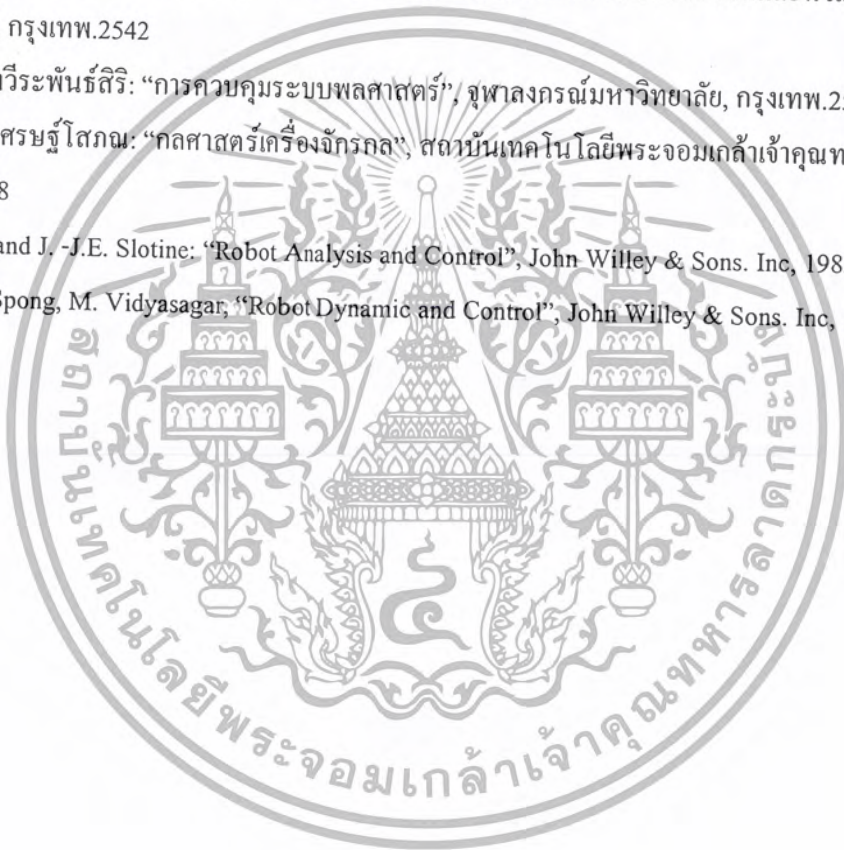 กรุงเทพ.2542
วีระพันธ์สิริ: “การควบคุมระบบพลศาสตร์”, จุฬาลงกรณ์มหาวิทยาลัย, กรุงเทพ.2
ศรษฐ์โสภณ: “กลศาสตร์เครื่องจักรกล”, สถาบันเทคโนโลยีพระจอมเกล้าเจ้าคุณท
8
and J. -J.E. Slotine: “Robot Analysis and Control”, John Willey & Sons. Inc, 198
Spong, M. Vidyasagar, “Robot Dynamic and Control”, John Willey & Sons. Inc,
สถาบันเทคโนโลยีพระจอมเกล้าเจ้าคุณทหารลาดกระบัง